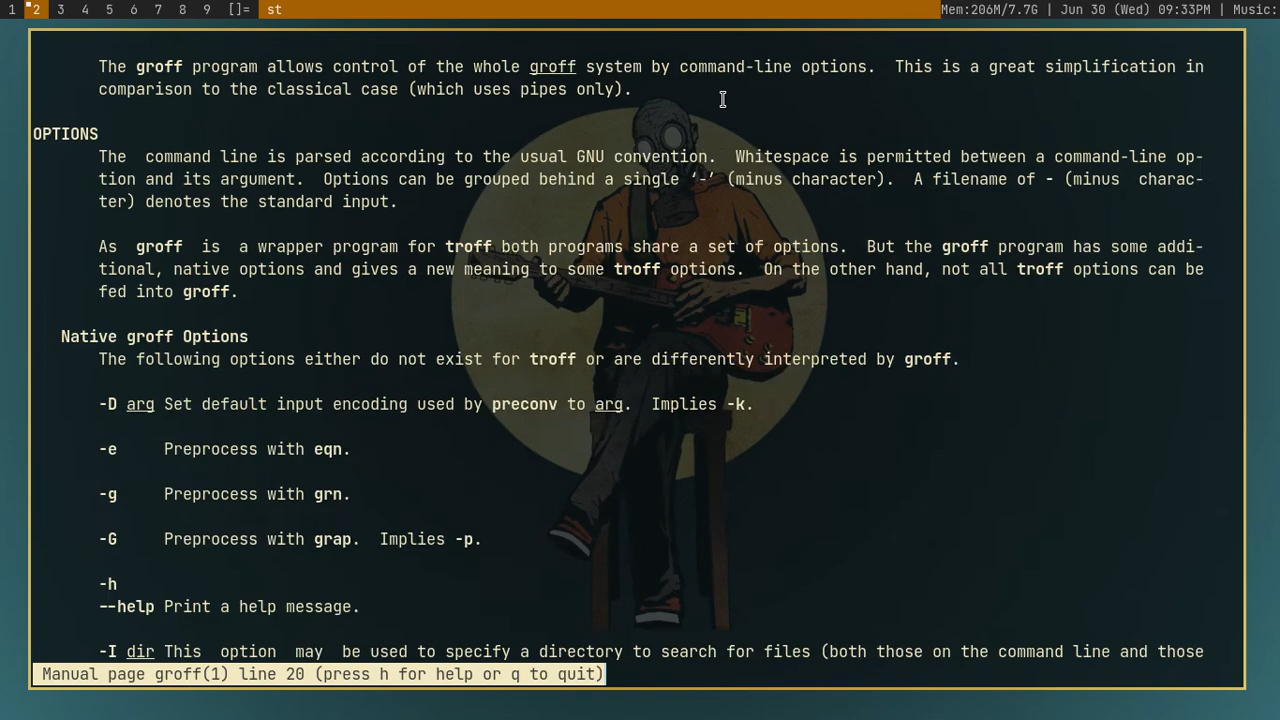 1 2 3 4 5 6 7 8 9 []= st Mem:206M/7.7G | Jun 30 (Wed) 09:33PM | Music:
The groff program allows control of the whole groff system by command-line options.  This is a great simplification in
comparison to the classical case (which uses pipes only).
OPTIONS
The  command line is parsed according to the usual GNU convention.  Whitespace is permitted between a command-line op-
tion and its argument.  Options can be grouped behind a single ‘-’ (minus character).  A filename of - (minus  charac-
ter) denotes the standard input.
As  groff  is  a wrapper program for troff both programs share a set of options.  But the groff program has some addi-
tional, native options and gives a new meaning to some troff options.  On the other hand, not all troff options can be
fed into groff.
Native groff Options
The following options either do not exist for troff or are differently interpreted by groff.
-D arg Set default input encoding used by preconv to arg.  Implies -k.
-e     Preprocess with eqn.
-g     Preprocess with grn.
-G     Preprocess with grap.  Implies -p.
-h
--help Print a help message.
-I dir This  option  may  be used to specify a directory to search for files (both those on the command line and those
Manual page groff(1) line 20 (press h for help or q to quit)